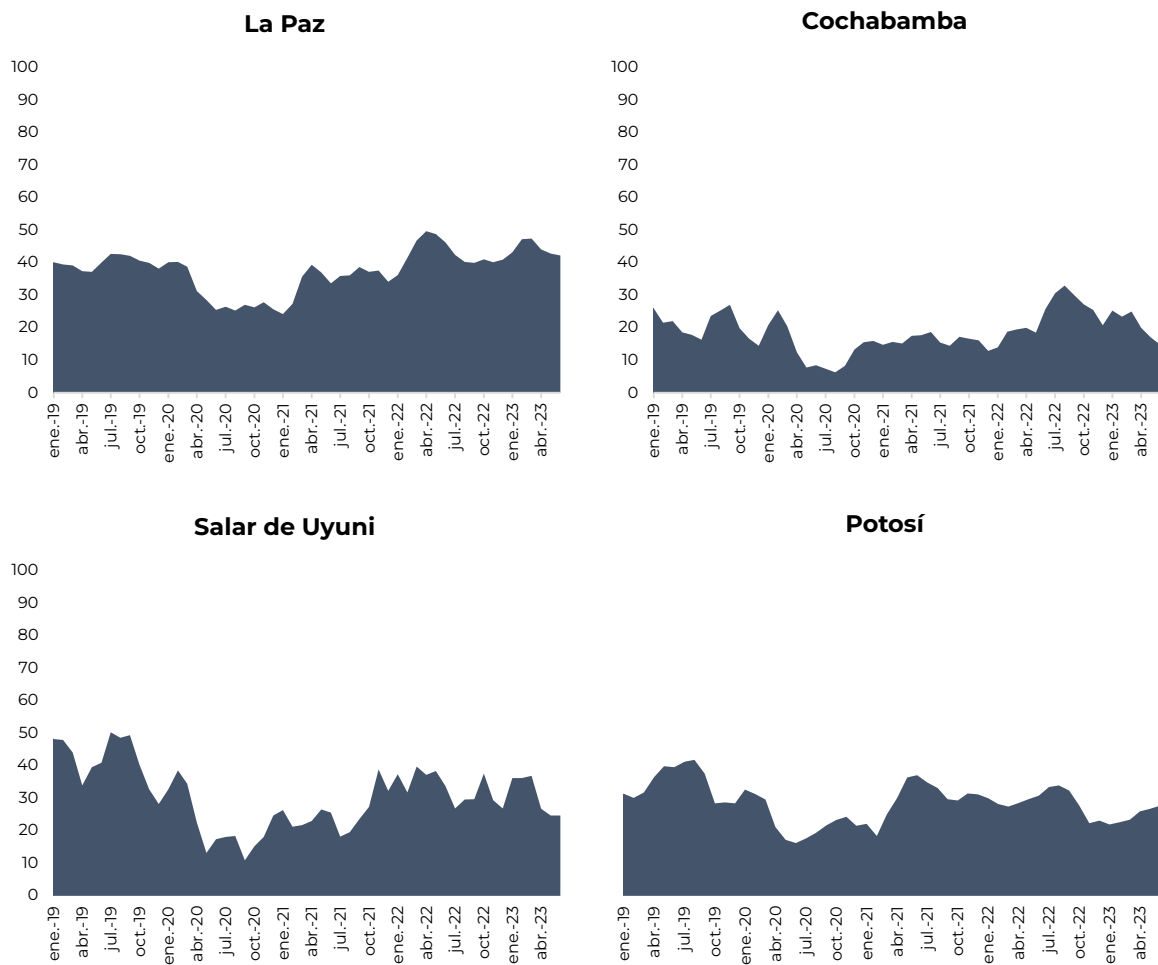 La Paz
100
90
80
70
60
50
40
30
20
10
0
ene.-19
abr.-19
jul.-19
oct.-19
ene.-20
abr.-20
jul.-20
oct.-20
ene.-21
abr.-21
jul.-21
oct.-21
ene.-22
abr.-22
jul.-22
oct.-22
ene.-23
abr.-23
Cochabamba
100
90
80
70
60
50
40
30
20
10
0
ene.-19
abr.-19
jul.-19
oct.-19
ene.-20
abr.-20
jul.-20
oct.-20
ene.-21
abr.-21
jul.-21
oct.-21
ene.-22
abr.-22
jul.-22
oct.-22
ene.-23
abr.-23
Salar de Uyuni
100
90
80
70
60
50
40
30
20
10
0
ene.-19
abr.-19
jul.-19
oct.-19
ene.-20
abr.-20
jul.-20
oct.-20
ene.-21
abr.-21
jul.-21
oct.-21
ene.-22
abr.-22
jul.-22
oct.-22
ene.-23
abr.-23
Potosí
ene.-19
abr.-19
jul.-19
oct.-19
ene.-20
abr.-20
jul.-20
oct.-20
ene.-21
abr.-21
jul.-21
oct.-21
ene.-22
abr.-22
jul.-22
oct.-22
ene.-23
abr.-23